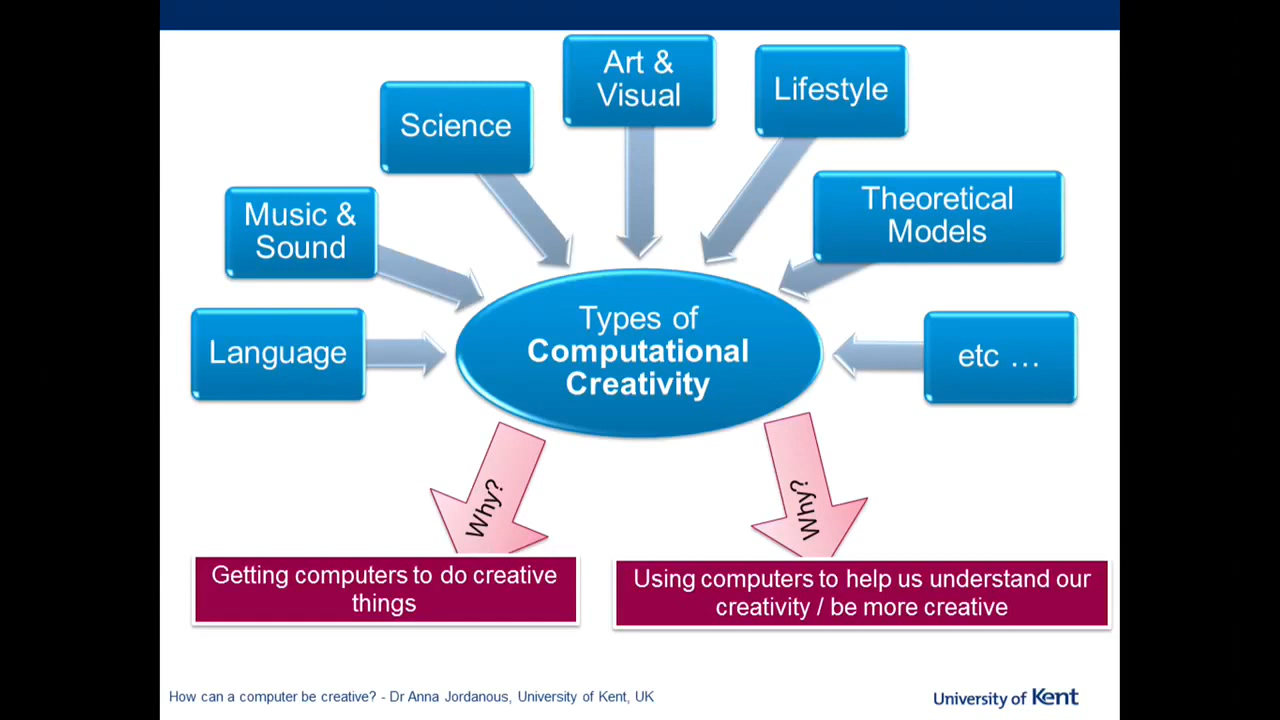 Art &
Visual
Lifestyle
Science
Theoretical
Models
Music &
Sound
Language
Types of
Computational
Creativity
etc …
Why?
Why?
Getting computers to do creative
things
Using computers to help us understand our
creativity / be more creative
How can a computer be creative? - Dr Anna Jordanous, University of Kent, UK
University of Kent